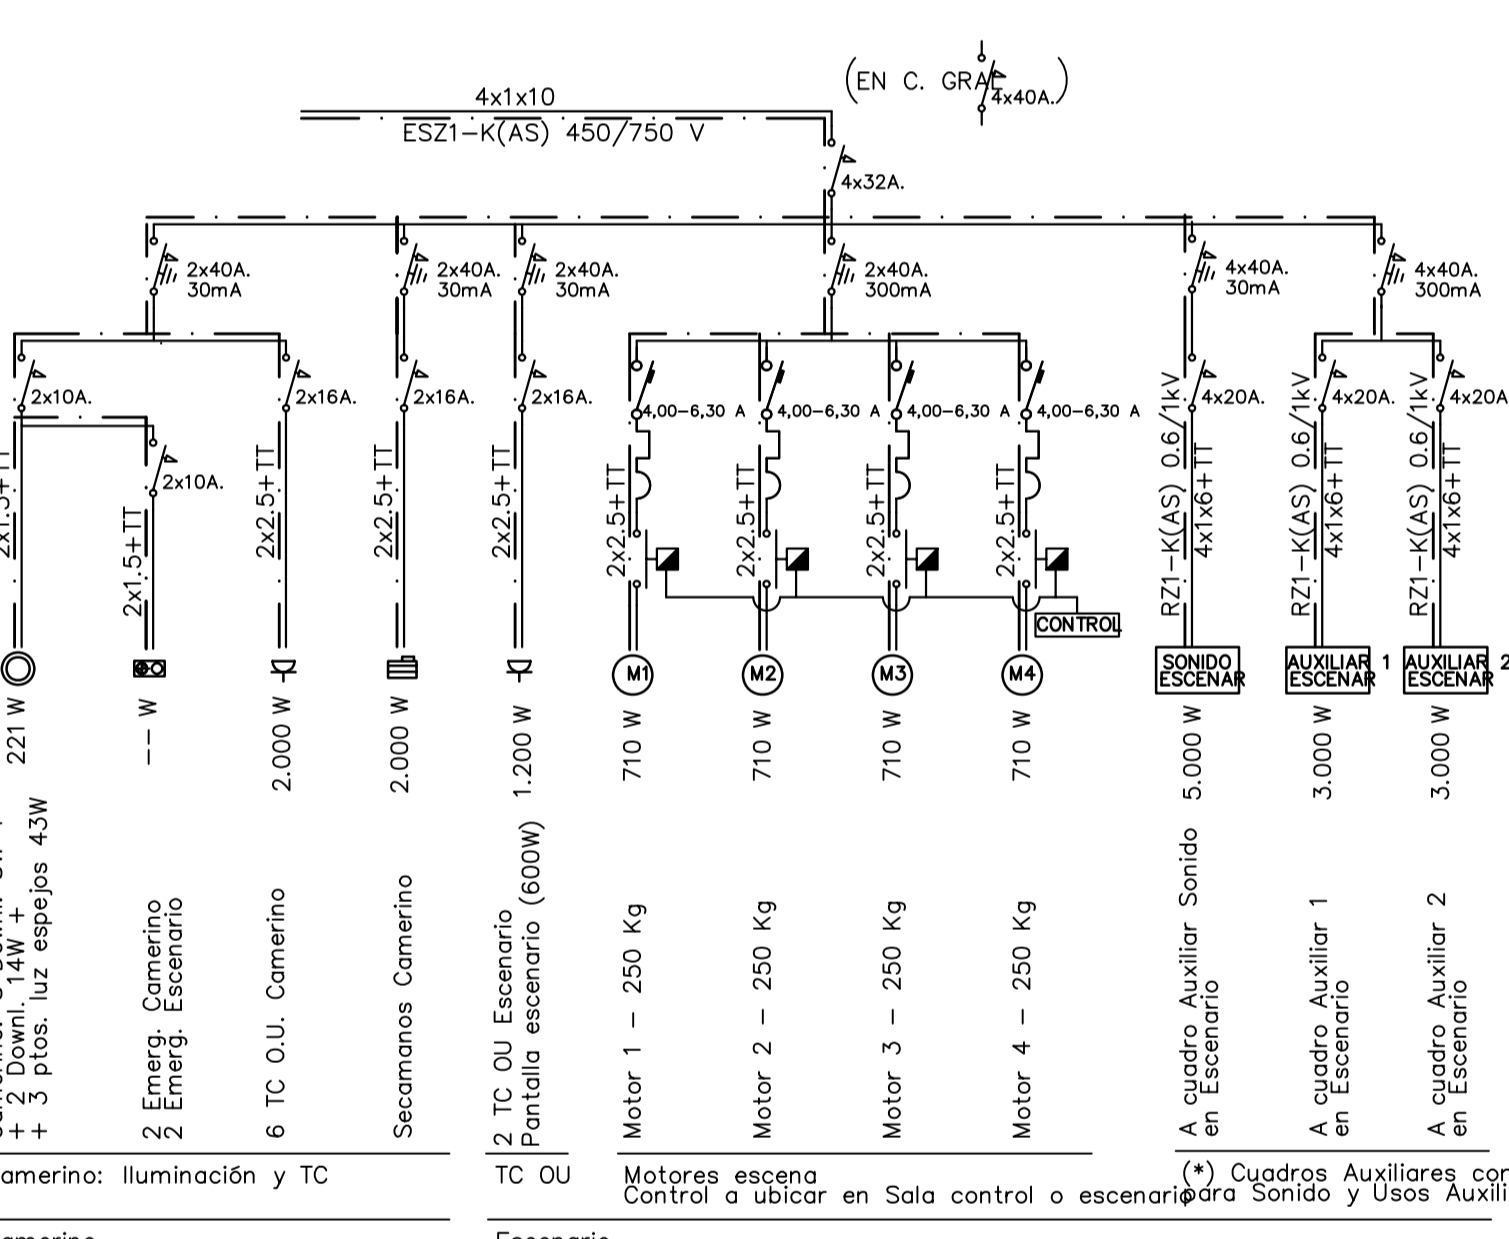 4x1x10
ESZ1-K(AS) 450/750 V
(EN C. GRAL
4x40A.)
4x32A.
2x40A.
30mA
2x40A.
30mA
2x40A.
30mA
2x40A.
300mA
4x40A.
30mA
4x40A.
300mA
2x10A.
2x10A.
2x16A.
2x16A.
2x16A.
4,00-6,30 A
4,00-6,30 A
4,00-6,30 A
4,00-6,30 A
4x20A.
4x20A.
4x20A
2x1.5+TT
2x1.5+TT
2x2.5+TT
2x2.5+TT
2x2.5+TT
2x2.5+TT
2x2.5+TT
2x2.5+TT
2x2.5+TT
RZ1-K(AS) 0.6/1kV
4x1x6+TT
RZ1-K(AS) 0.6/1kV
4x1x6+TT
RZ1-K(AS) 0.6/1kV
4x1x6+TT
CONTROL
M1
M2
M3
M4
SONIDO
ESCENAR
AUXILIAR 1
ESCENAR
AUXILIAR 2
ESCENAR
221 W
-- W
2.000 W
2.000 W
1.200 W
710 W
710 W
710 W
710 W
5.000 W
3.000 W
3.000 W
+ 2 Downl. 14W +
+ 3 ptos. luz espejos 43W
2 Emerg. Camerino
2 Emerg. Escenario
6 TC O.U. Camerino
Secamanos Camerino
2 TC OU Escenario
Pantalla escenario (600W)
Motor 1 - 250 Kg
Motor 2 - 250 Kg
Motor 3 - 250 Kg
Motor 4 - 250 Kg
A cuadro Auxiliar Sonido
en Escenario
A cuadro Auxiliar 1
en Escenario
A cuadro Auxiliar 2
en Escenario
amerino: Iluminación y TC
TC OU
Motores escena
Control a ubicar en Sala control o escenario
(*) Cuadros Auxiliares con
para Sonido y Usos Auxili